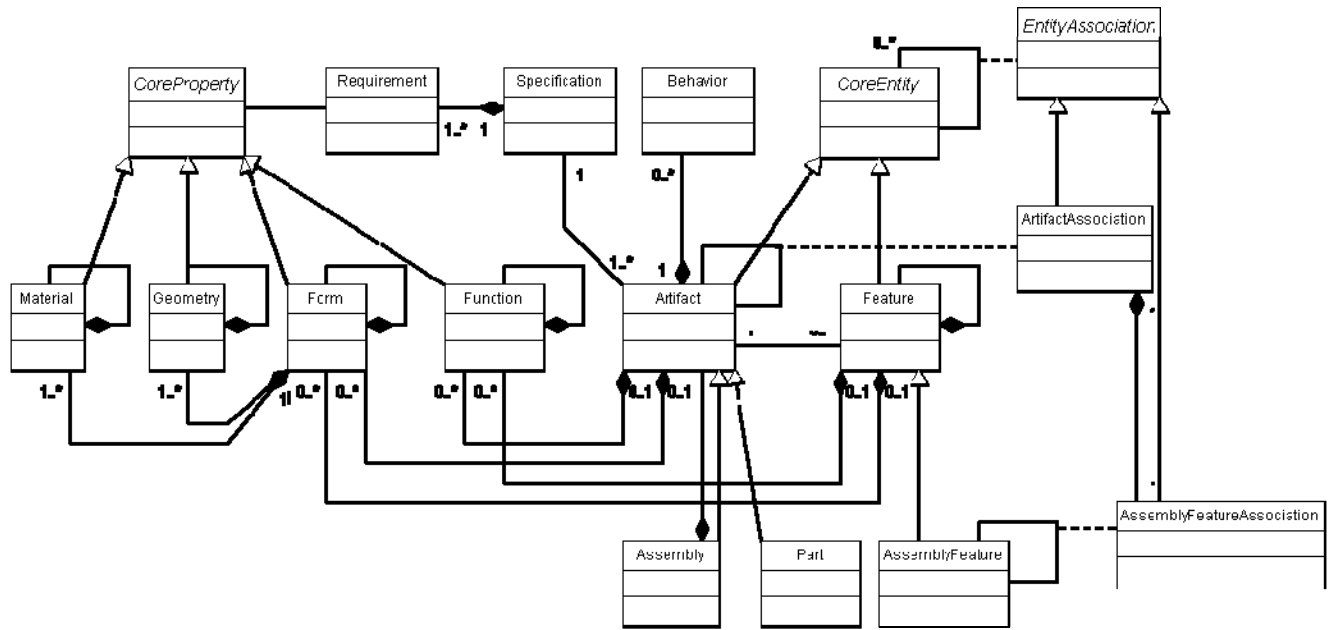 EntityAssociation
0..*
CoreProperty
Requirement
Specification
Behavior
CoreEntity
1..*
1
1
0..*
ArtifactAssociation
1..*
1
Material
Geometry
Form
Function
Artifact
Feature
1..*
1..*
1
0..*
0..*
0..*
0..*
0..1
0..1
0..1
0..1
AssemblyFeatureAssociation
Assembly
Part
AssemblyFeature